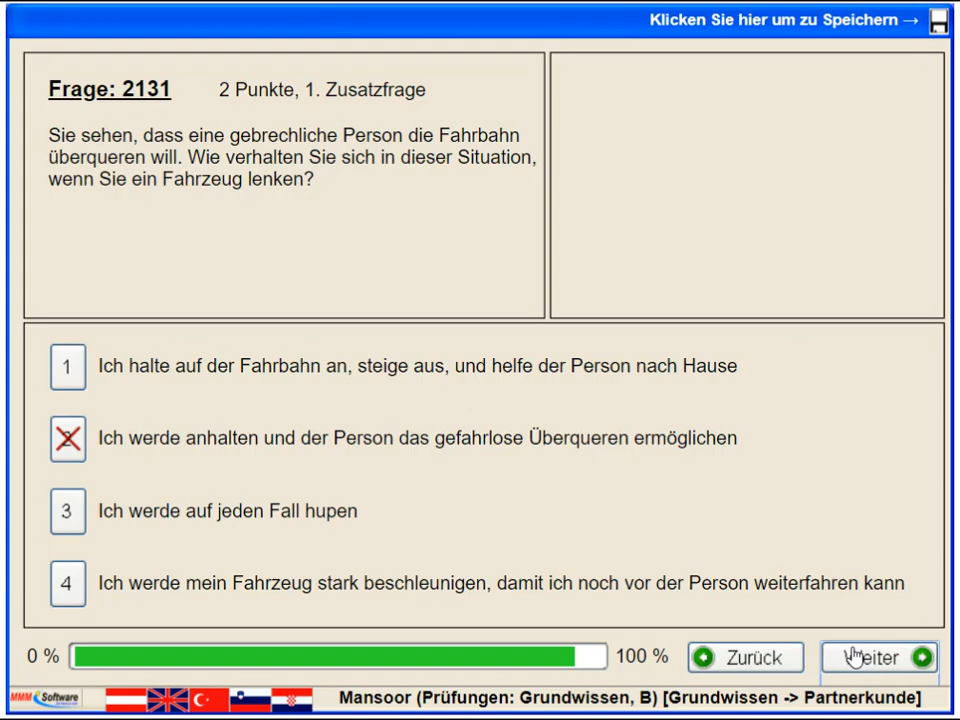 Klicken Sie hier um zu Speichern →
Frage: 2131 2 Punkte, 1. Zusatzfrage
Sie sehen, dass eine gebrechliche Person die Fahrbahn
überqueren will. Wie verhalten Sie sich in dieser Situation,
wenn Sie ein Fahrzeug lenken?
1 Ich halte auf der Fahrbahn an, steige aus, und helfe der Person nach Hause
2 Ich werde anhalten und der Person das gefahrlose Überqueren ermöglichen
3 Ich werde auf jeden Fall hupen
4 Ich werde mein Fahrzeug stark beschleunigen, damit ich noch vor der Person weiterfahren kann
0 % 100 % Zurück Weiter
MMM Software Mansoor (Prüfungen: Grundwissen, B) [Grundwissen -> Partnerkunde]